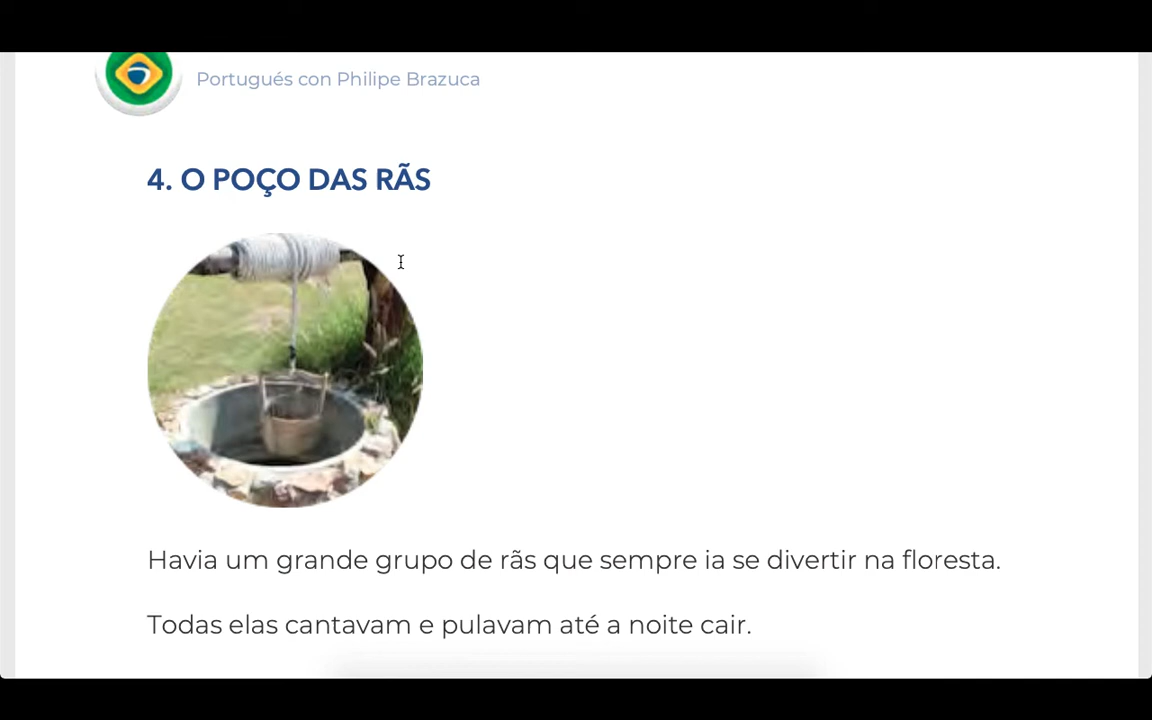 Portugués con Philipe Brazuca
4. O POÇO DAS RÃS
Havia um grande grupo de rãs que sempre ia se divertir na floresta.
Todas elas cantavam e pulavam até a noite cair.